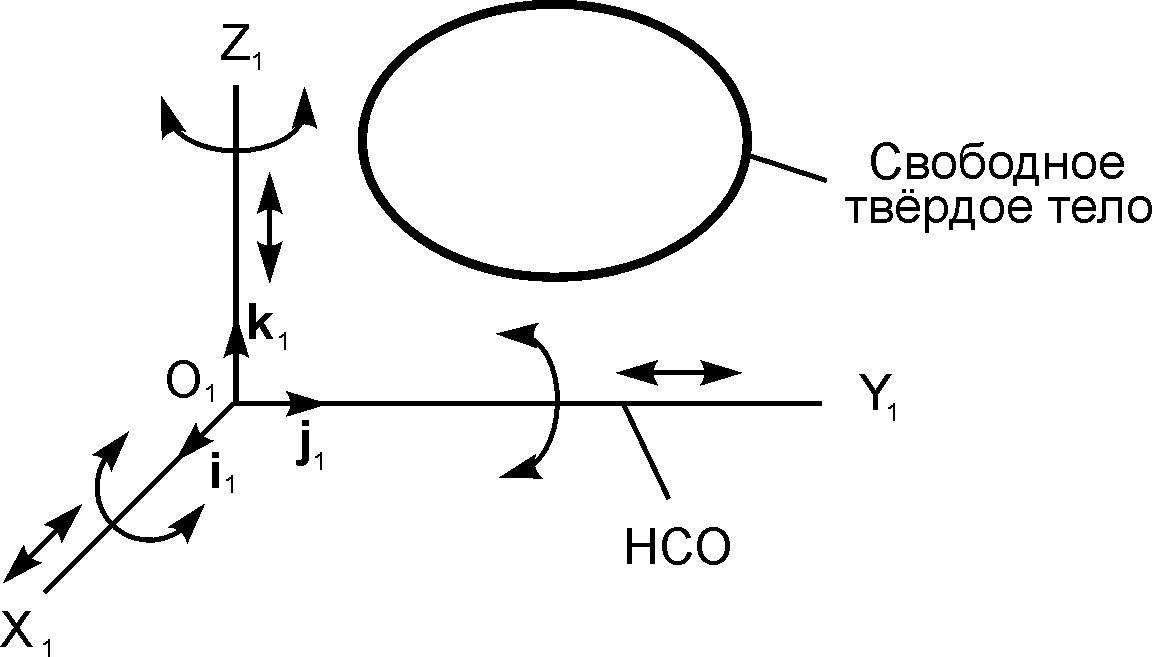 Z₁
Свободное
твёрдое тело
k₁
O₁
Y₁
j₁
i₁
НСО
X₁